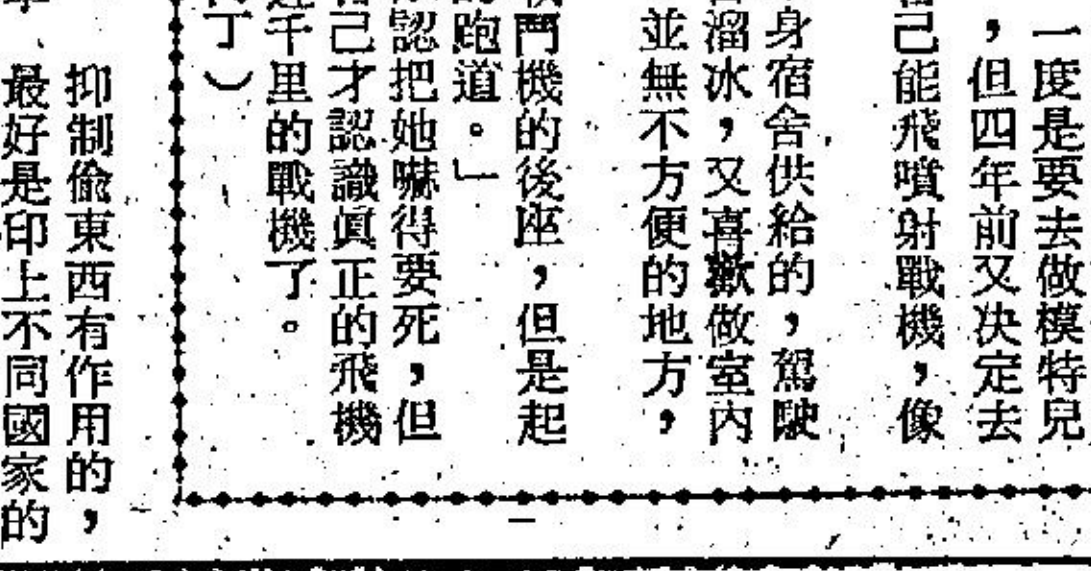 一度是要去做模特兒
，但四年前又決定去
己能飛噴射戰機，像
身宿舍供給的，駕駛
溜冰，又喜歡做室內
並無不方便的地方，
鬥機的後座，但是起
跑道。」
認把她嚇得要死，但
己才認識眞正的飛機
千里的戰機了。
丁）
抑制偷東西有作用的，
最好是印上不同國家的